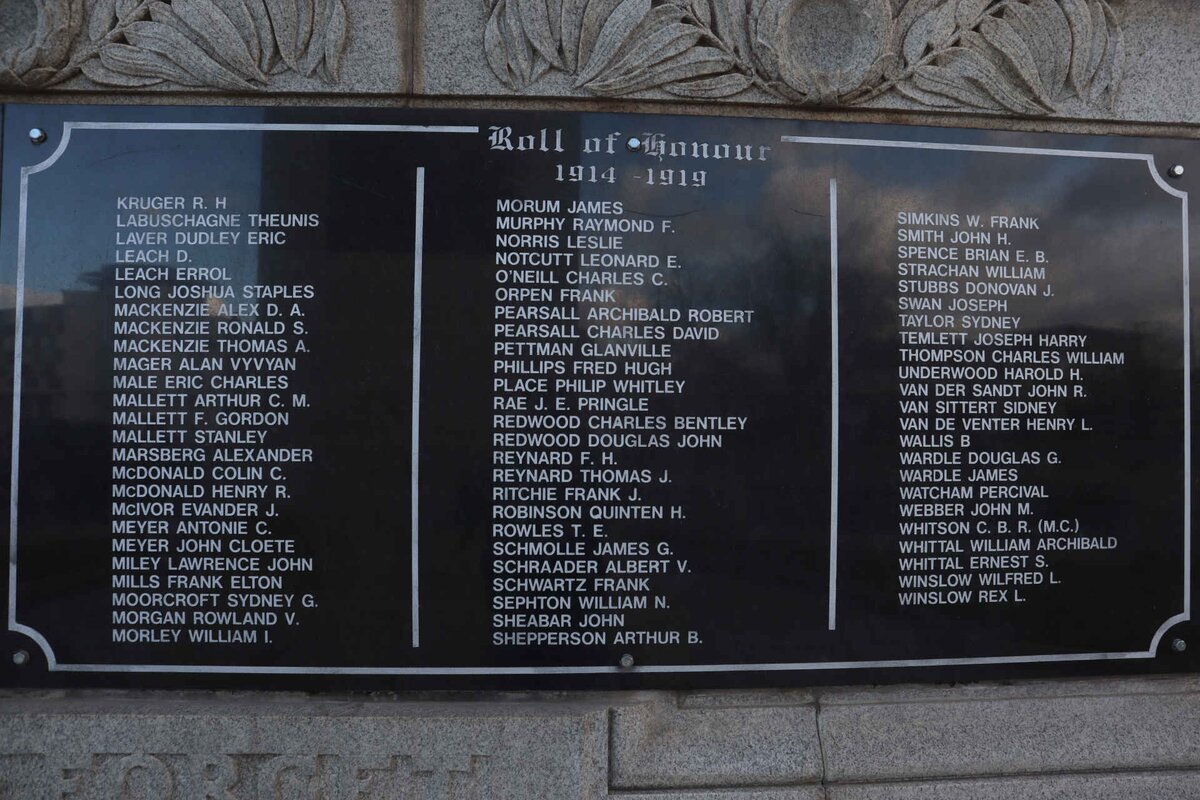 Roll of Honour
1914 - 1919
KRUGER R. H
LABUSCHAGNE THEUNIS
LAVER DUDLEY ERIC
LEACH D.
LEACH ERROL
LONG JOSHUA STAPLES
MACKENZIE ALEX D. A.
MACKENZIE RONALD S.
MACKENZIE THOMAS A.
MAGER ALAN VYVYAN
MALE ERIC CHARLES
MALLETT ARTHUR C. M.
MALLETT F. GORDON
MALLETT STANLEY
MARSBERG ALEXANDER
McDONALD COLIN C.
McDONALD HENRY R.
McIVOR EVANDER J.
MEYER ANTONIE C.
MEYER JOHN CLOETE
MILEY LAWRENCE JOHN
MILLS FRANK ELTON
MOORCROFT SYDNEY G.
MORGAN ROWLAND V.
MORLEY WILLIAM I.
MORUM JAMES
MURPHY RAYMOND F.
NORRIS LESLIE
NOTCUTT LEONARD E.
O'NEILL CHARLES C.
ORPEN FRANK
PEARSALL ARCHIBALD ROBERT
PEARSALL CHARLES DAVID
PETTMAN GLANVILLE
PHILLIPS FRED HUGH
PLACE PHILIP WHITLEY
RAE J. E. PRINGLE
REDWOOD CHARLES BENTLEY
REDWOOD DOUGLAS JOHN
REYNARD F. H.
REYNARD THOMAS J.
RITCHIE FRANK J.
ROBINSON QUINTEN H.
ROWLES T. E.
SCHMOLLE JAMES G.
SCHRAADER ALBERT V.
SCHWARTZ FRANK
SEPHTON WILLIAM N.
SHEABAR JOHN
SHEPPERSON ARTHUR B.
SIMKINS W. FRANK
SMITH JOHN H.
SPENCE BRIAN E. B.
STRACHAN WILLIAM
STUBBS DONOVAN J.
SWAN JOSEPH
TAYLOR SYDNEY
TEMLETT JOSEPH HARRY
THOMPSON CHARLES WILLIAM
UNDERWOOD HAROLD H.
VAN DER SANDT JOHN R.
VAN SITTERT SIDNEY
VAN DE VENTER HENRY L.
WALLIS B
WARDLE DOUGLAS G.
WARDLE JAMES
WATCHAM PERCIVAL
WEBBER JOHN M.
WHITSON C. B. R. (M.C.)
WHITTAL WILLIAM ARCHIBALD
WHITTAL ERNEST S.
WINSLOW WILFRED L.
WINSLOW REX L.
FORGET